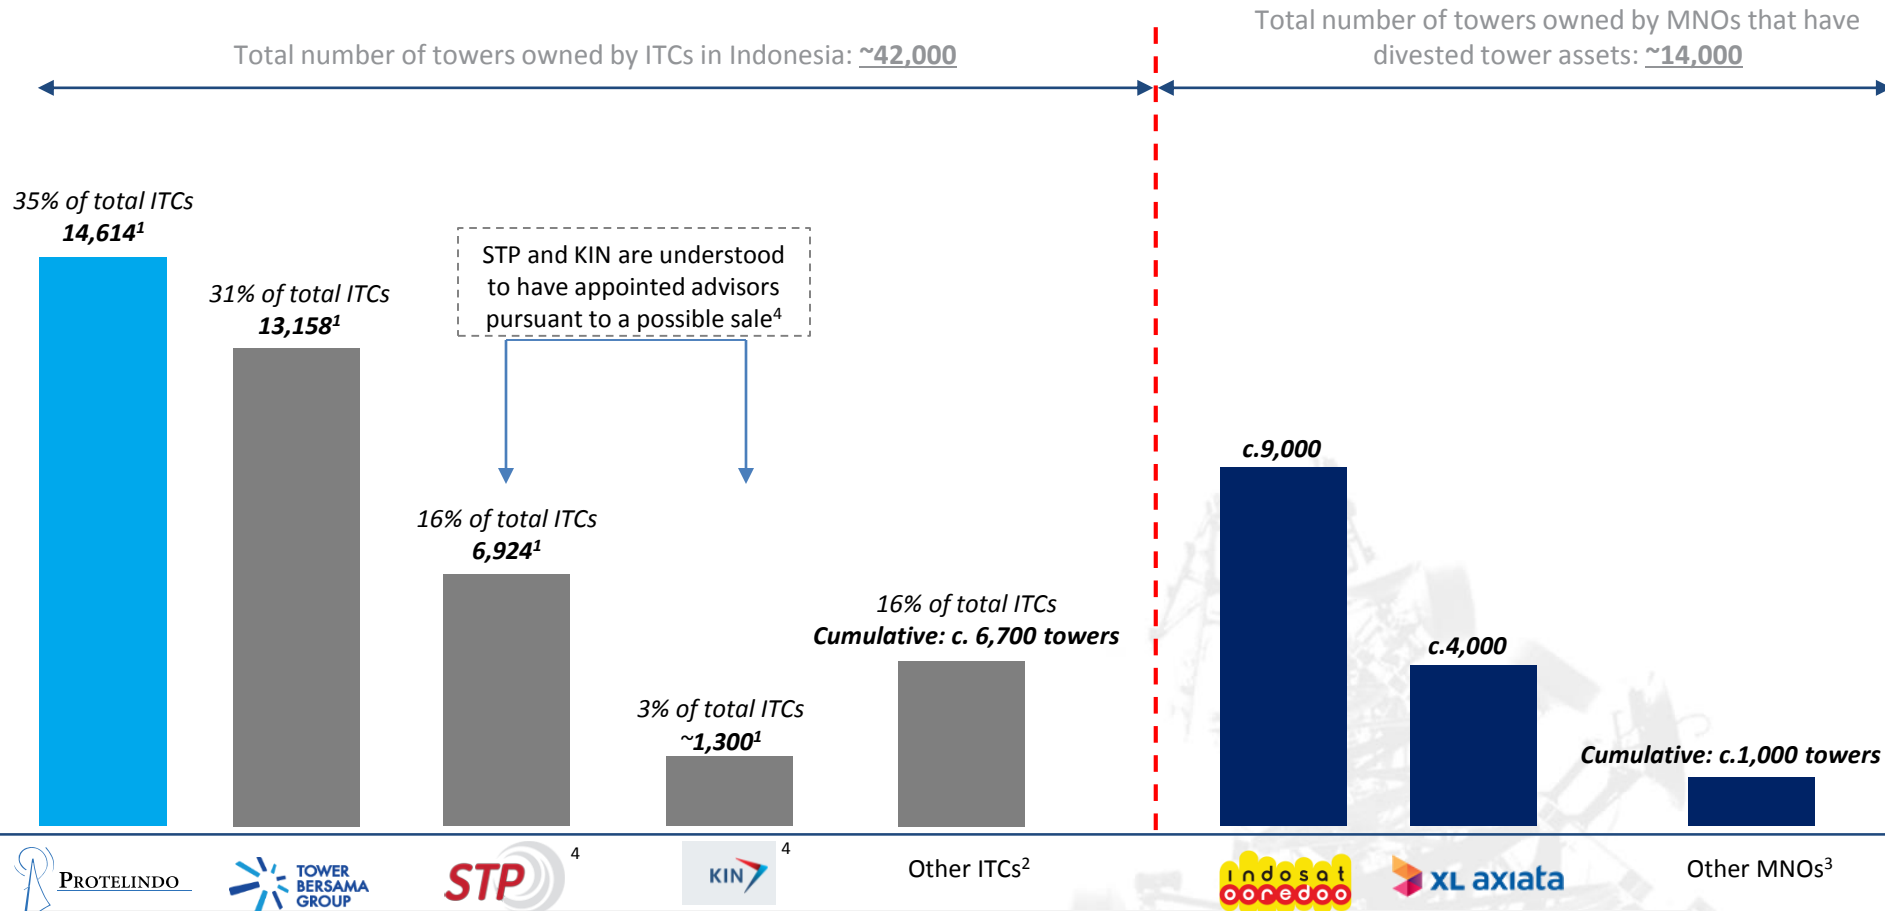 Total number of towers owned by ITCs in Indonesia: ~42,000
Total number of towers owned by MNOs that have
divested tower assets: ~14,000
35% of total ITCs
14,614¹
31% of total ITCs
13,158¹
STP and KIN are understood
to have appointed advisors
pursuant to a possible sale⁴
16% of total ITCs
6,924¹
3% of total ITCs
~1,300¹
16% of total ITCs
Cumulative: c. 6,700 towers
c.9,000
c.4,000
Cumulative: c.1,000 towers
PROTELINDO
TOWER
BERSAMA
GROUP
STP ⁴
KIN ⁴
Other ITCs²
indosat
ooredoo
XL axiata
Other MNOs³